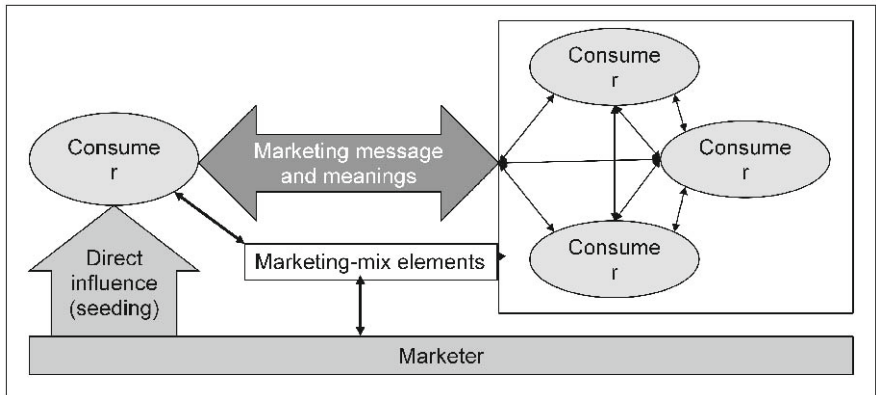 Consume
r
Consume
r
Marketing message
and meanings
Consume
r
Consume
r
Direct
influence
(seeding)
Marketing-mix elements
Marketer